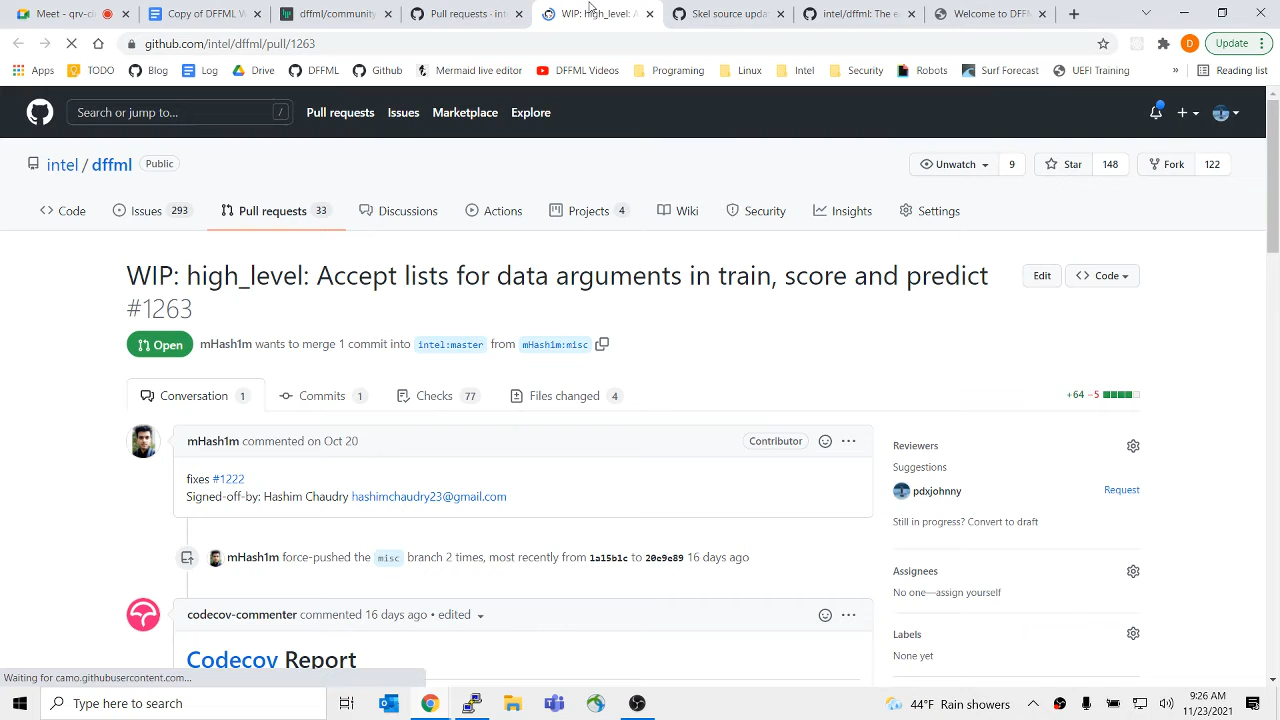 Meet - qrv-c
Copy of DFFML W
dffml/community
Pull requests · int
WIP: high_level: A
Skel source upda
intel/dffml: The e
Welcome to DFFM
github.com/intel/dffml/pull/1263
D
Update
Apps
TODO
Blog
Log
Drive
DFFML
Github
Mermaid live editor
DFFML Videos
Programing
Linux
Intel
Security
Robots
Surf Forecast
UEFI Training
»
Reading list
Search or jump to...
/
Pull requests
Issues
Marketplace
Explore
intel / dffml
Public
Unwatch
9
Star
148
Fork
122
Code
Issues 293
Pull requests 33
Discussions
Actions
Projects 4
Wiki
Security
Insights
Settings
WIP: high_level: Accept lists for data arguments in train, score and predict
#1263
Edit
Code
Open
mHash1m wants to merge 1 commit into intel:master from mHash1m:misc
Conversation 1
Commits 1
Checks 77
Files changed 4
+64 −5
mHash1m commented on Oct 20
Contributor
fixes #1222
Signed-off-by: Hashim Chaudry hashimchaudry23@gmail.com
Reviewers
Suggestions
pdxjohnny
Request
Still in progress? Convert to draft
mHash1m force-pushed the misc branch 2 times, most recently from 1a15b1c to 20e9e89 16 days ago
Assignees
No one—assign yourself
codecov-commenter commented 16 days ago • edited
Labels
None yet
Codecov Report
Waiting for camo.githubusercontent.com...
Type here to search
44°F Rain showers
9:26 AM
11/23/2021